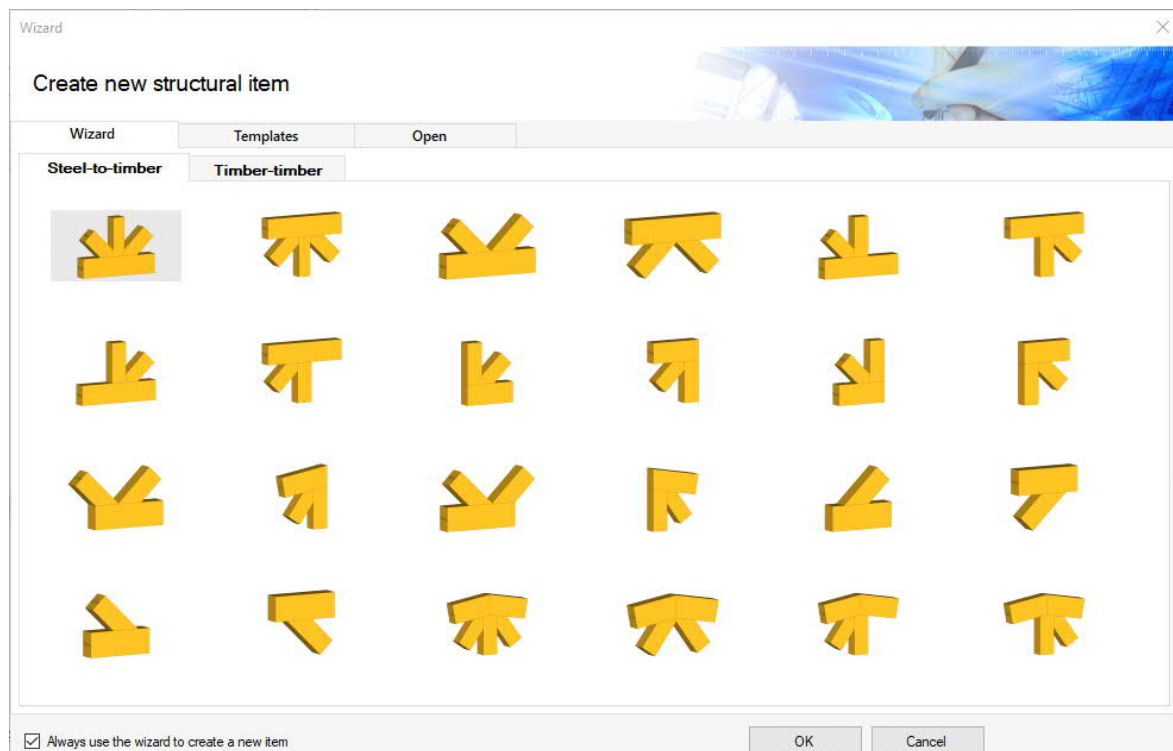 Wizard
Create new structural item
Wizard Templates Open
Steel-to-timber Timber-timber
Always use the wizard to create a new item OK Cancel